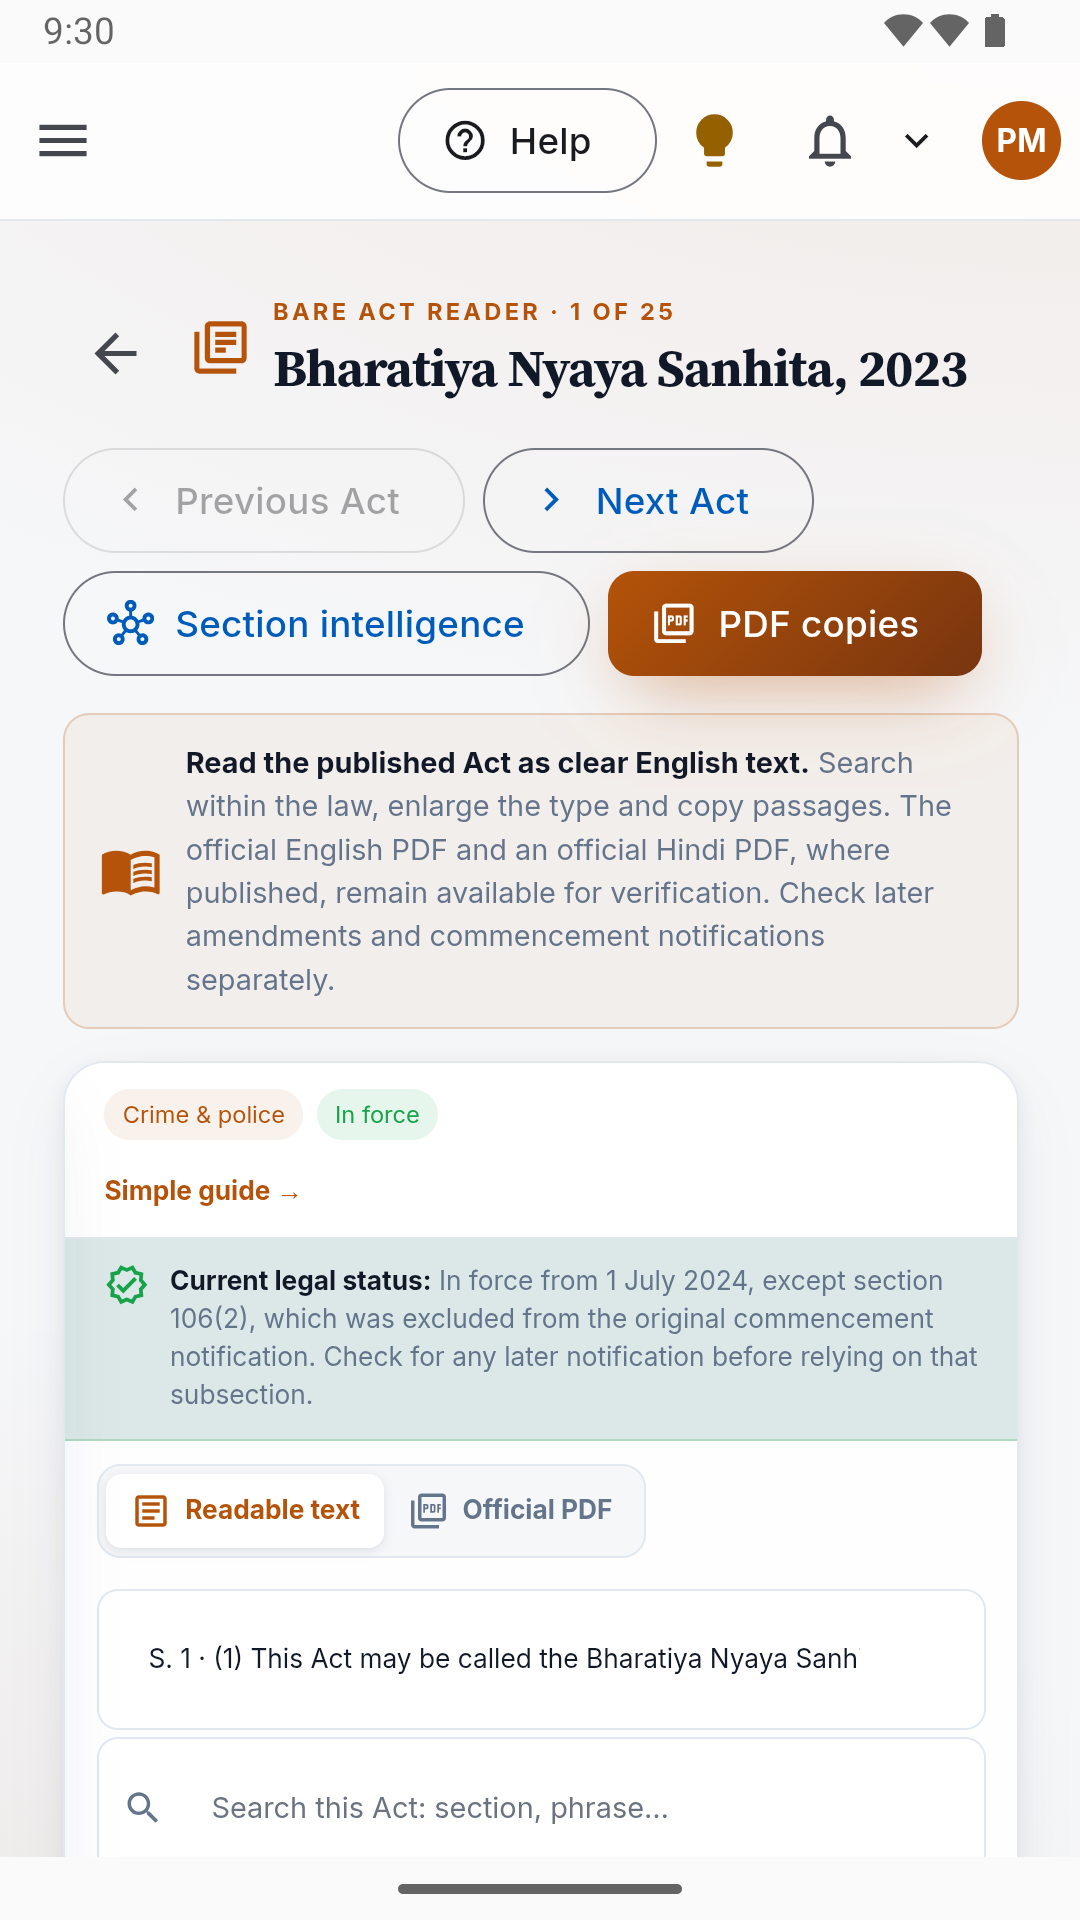 9:30
Help
PM
BARE ACT READER · 1 OF 25
Bharatiya Nyaya Sanhita, 2023
Previous Act
Next Act
Section intelligence
PDF copies
Read the published Act as clear English text. Search
within the law, enlarge the type and copy passages. The
official English PDF and an official Hindi PDF, where
published, remain available for verification. Check later
amendments and commencement notifications
separately.
Crime & police
In force
Simple guide →
Current legal status: In force from 1 July 2024, except section
106(2), which was excluded from the original commencement
notification. Check for any later notification before relying on that
subsection.
Readable text
Official PDF
S. 1 · (1) This Act may be called the Bharatiya Nyaya Sanh
Search this Act: section, phrase...